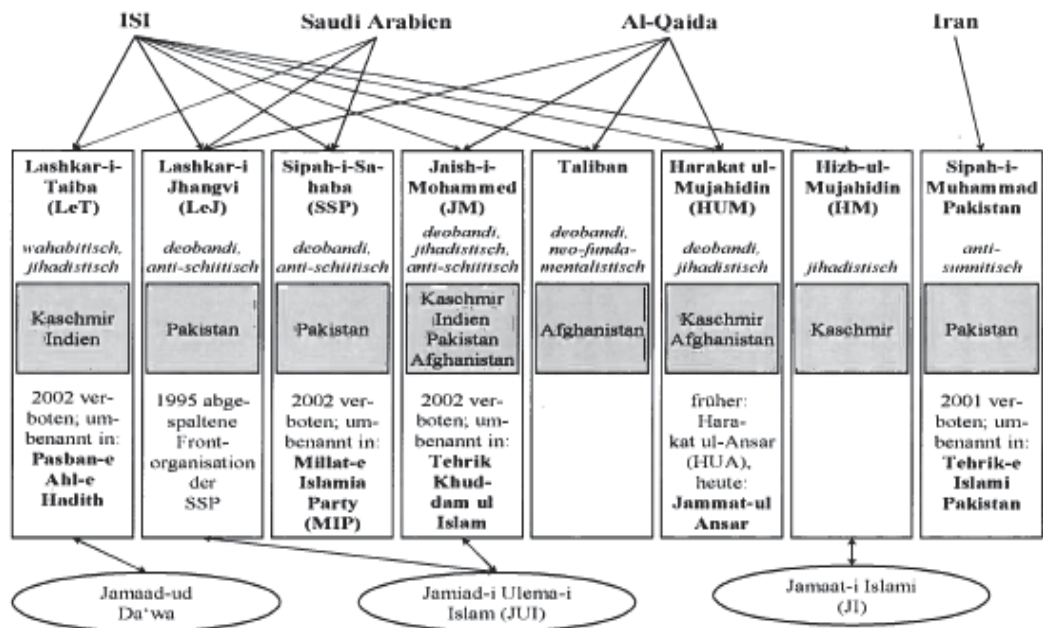 ISI
Saudi Arabien
Al-Qaida
Iran
Lashkar-i-
Taiba
(LeT)
wahabitisch,
jihadistisch
Kaschmir
Indien
2002 ver-
boten; um-
benannt in:
Pasban-e
Ahl-e
Hadith
Lashkar-i
Jhangvi
(LeJ)
deobandi,
anti-schiitisch
Pakistan
1995 abge-
spaltene
Front-
organisation
der
SSP
Sipah-i-Sa-
haba
(SSP)
deobandi,
anti-schiitisch
Pakistan
2002 ver-
boten; um-
benannt in:
Millat-e
Islamia
Party
(MIP)
Jaish-i-
Mohammed
(JM)
deobandi,
jihadistisch,
anti-schiitisch
Kaschmir
Indien
Pakistan
Afghanistan
2002 ver-
boten; um-
benannt in:
Tehrik
Khud-
dam ul
Islam
Taliban
deobandi,
neo-funda-
mentalistisch
Afghanistan
Harakat ul-
Mujahidin
(HUM)
deobandi,
jihadistisch
Kaschmir
Afghanistan
früher:
Hara-
kat ul-Ansar
(HUA),
heute:
Jammat-ul
Ansar
Hizb-ul-
Mujahidin
(HM)
jihadistisch
Kaschmir
Sipah-i-
Muhammad
Pakistan
anti-
sunnitisch
Pakistan
2001 ver-
boten; um-
benannt in:
Tehrik-e
Islami
Pakistan
Jamaad-ud
Da‘wa
Jamiad-i Ulema-i
Islam (JUI)
Jamaat-i Islami
(JI)